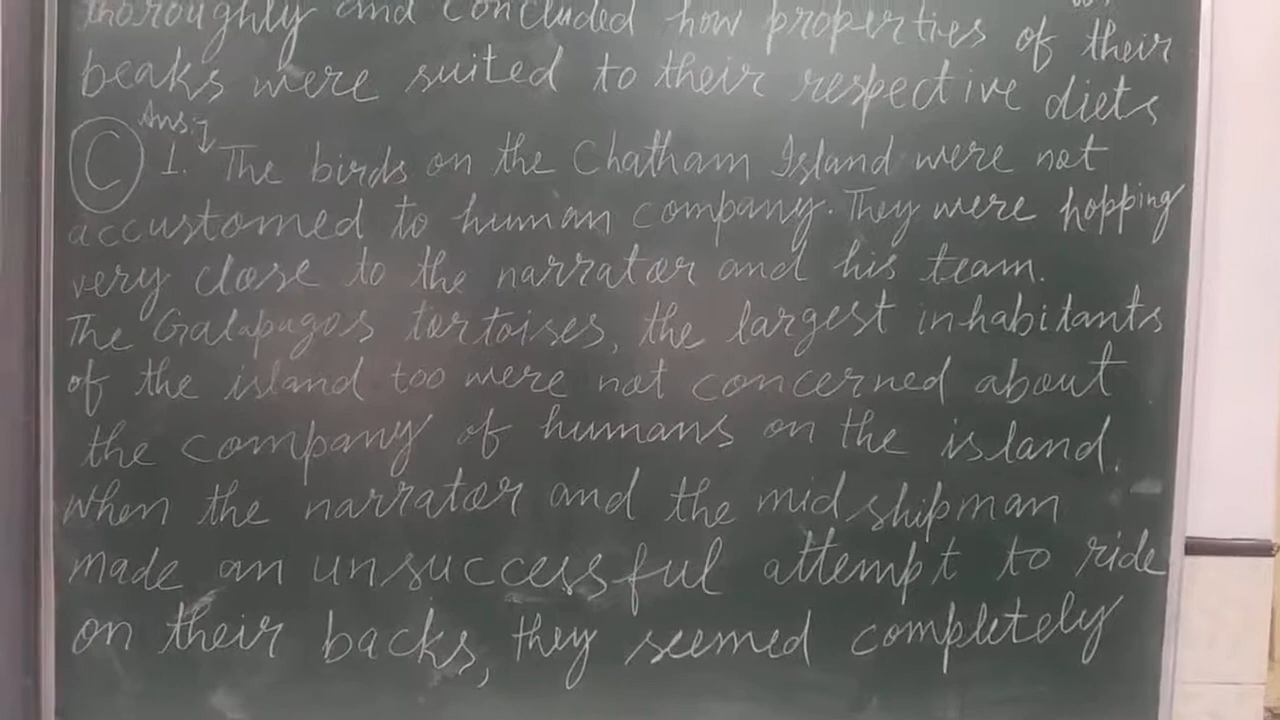 thoroughly and concluded how properties of their
beaks were suited to their respective diets
Ans:
C 1. The birds on the Chatham Island were not
accustomed to human company. They were hopping
very close to the narrator and his team.
The Galapagos tortoises, the largest inhabitants
of the island too were not concerned about
the company of humans on the island.
When the narrator and the midshipman
made an unsuccessful attempt to ride
on their backs, they seemed completely